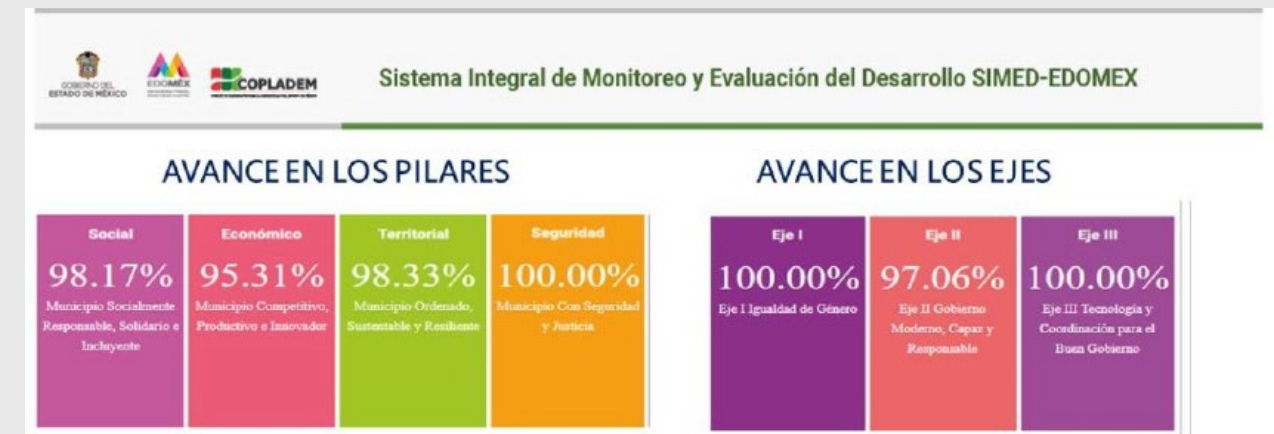 GOBIERNO DEL
ESTADO DE MÉXICO
EDOMÉX
COPLADEM
Sistema Integral de Monitoreo y Evaluación del Desarrollo SIMED-EDOMEX
AVANCE EN LOS PILARES
Social
98.17%
Municipio Socialmente
Responsable, Solidario e
Incluyente
Económico
95.31%
Municipio Competitivo,
Productivo e Innovador
Territorial
98.33%
Municipio Ordenado,
Sustentable y Resiliente
Seguridad
100.00%
Municipio Con Seguridad
y Justicia
AVANCE EN LOS EJES
Eje I
100.00%
Eje I Igualdad de Género
Eje II
97.06%
Eje II Gobierno
Moderno, Capaz y
Responsable
Eje III
100.00%
Eje III Tecnología y
Coordinación para el
Buen Gobierno